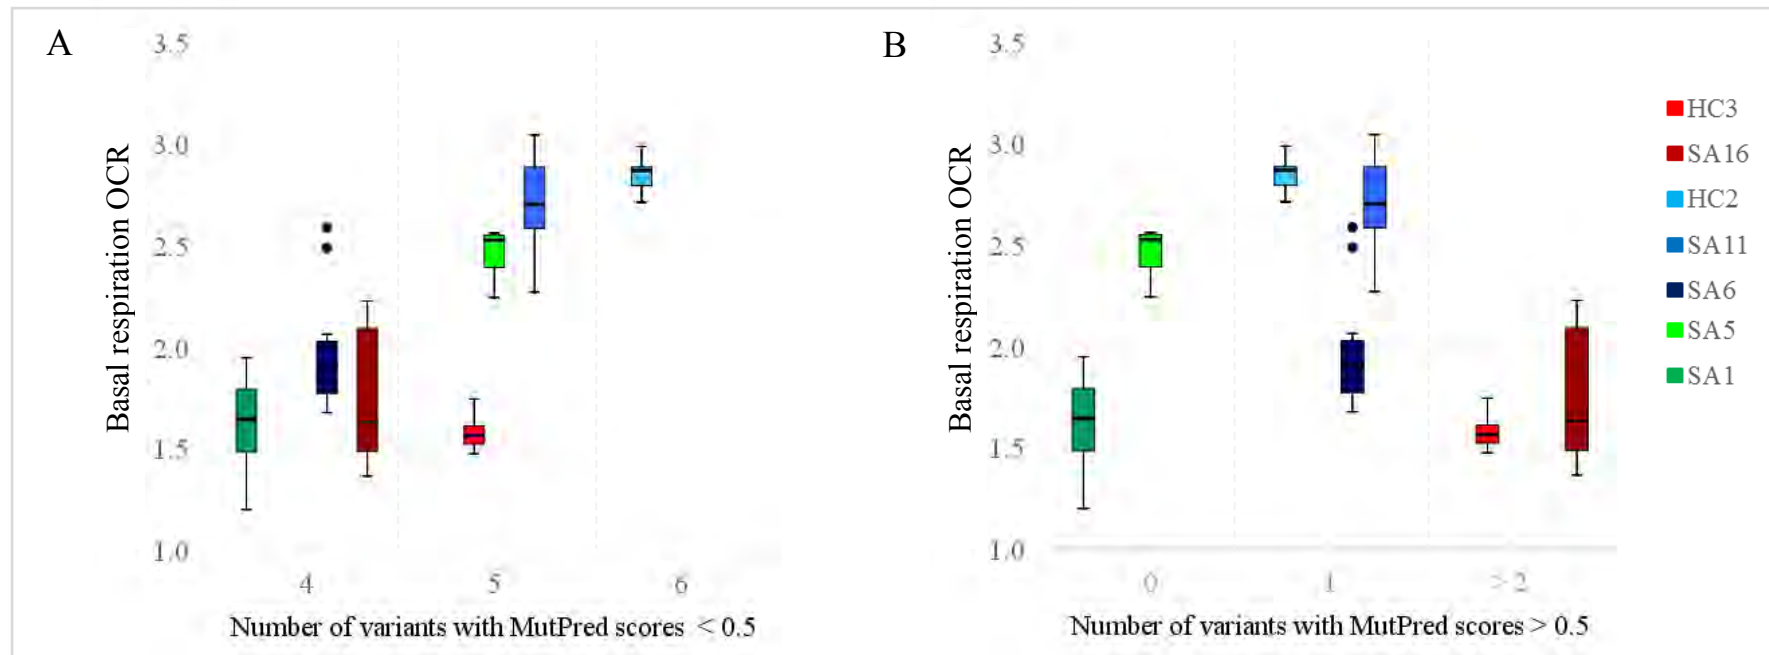 A
B
3.5
3.0
2.5
2.0
1.5
1.0
Basal respiration OCR
4
5
6
Number of variants with MutPred scores < 0.5
3.5
3.0
2.5
2.0
1.5
1.0
Basal respiration OCR
0
1
> 2
Number of variants with MutPred scores > 0.5
HC3
SA16
HC2
SA11
SA6
SA5
SA1